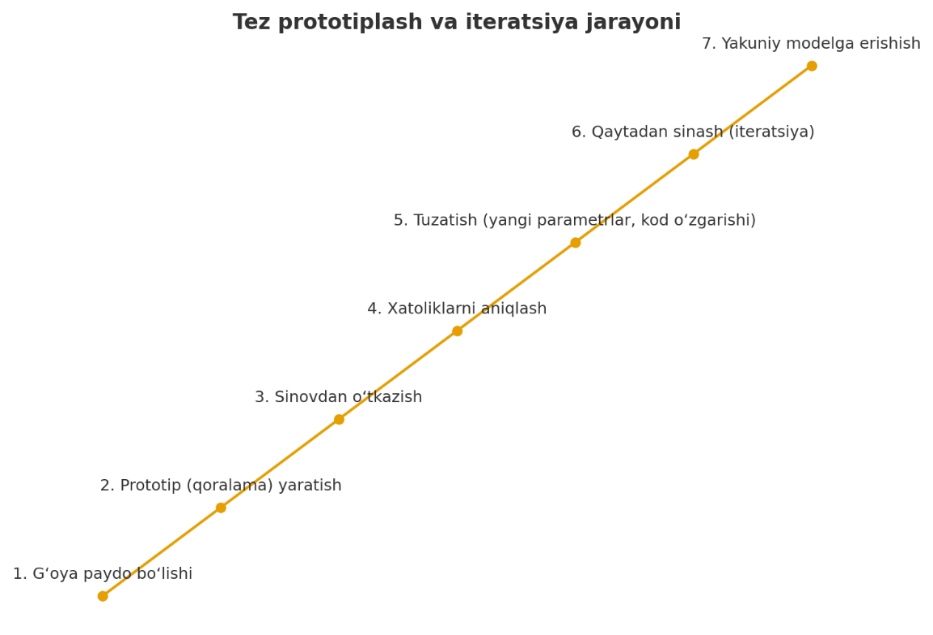 Tez prototiplash va iteratsiya jarayoni
7. Yakuniy modelga erishish
6. Qaytadan sinash (iteratsiya)
5. Tuzatish (yangi parametrlar, kod oʻzgarishi)
4. Xatoliklarni aniqlash
3. Sinovdan oʻtkazish
2. Prototip (qoralama) yaratish
1. Gʻoya paydo boʻlishi